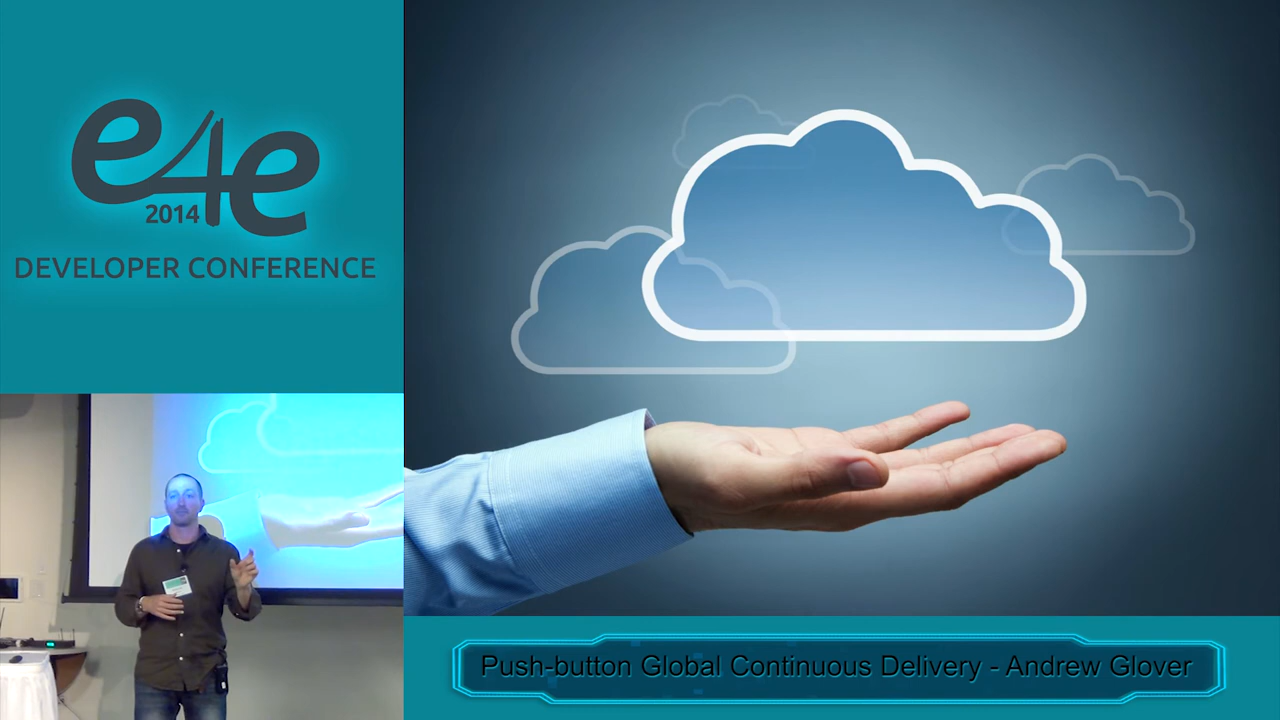 e4e
2014
DEVELOPER CONFERENCE
Push-button Global Continuous Delivery - Andrew Glover